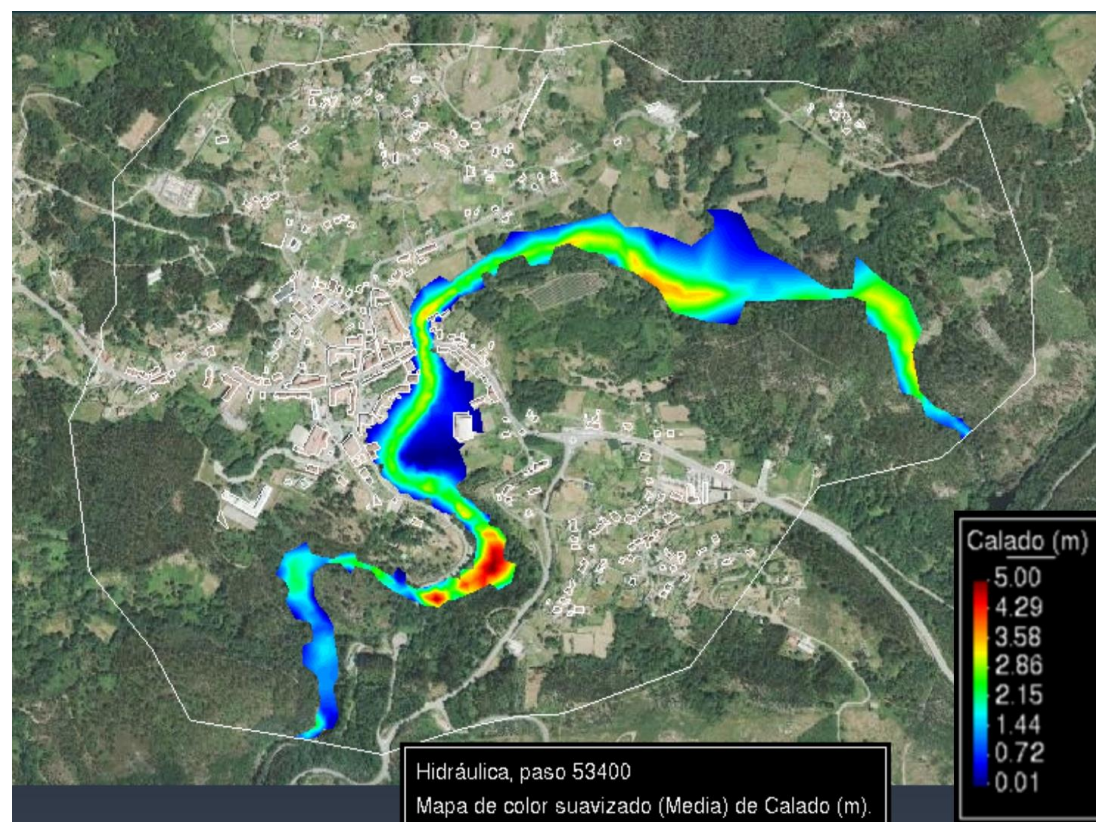 Calado (m)
5.00
4.29
3.58
2.86
2.15
1.44
0.72
0.01
Hidráulica, paso 53400
Mapa de color suavizado (Media) de Calado (m).